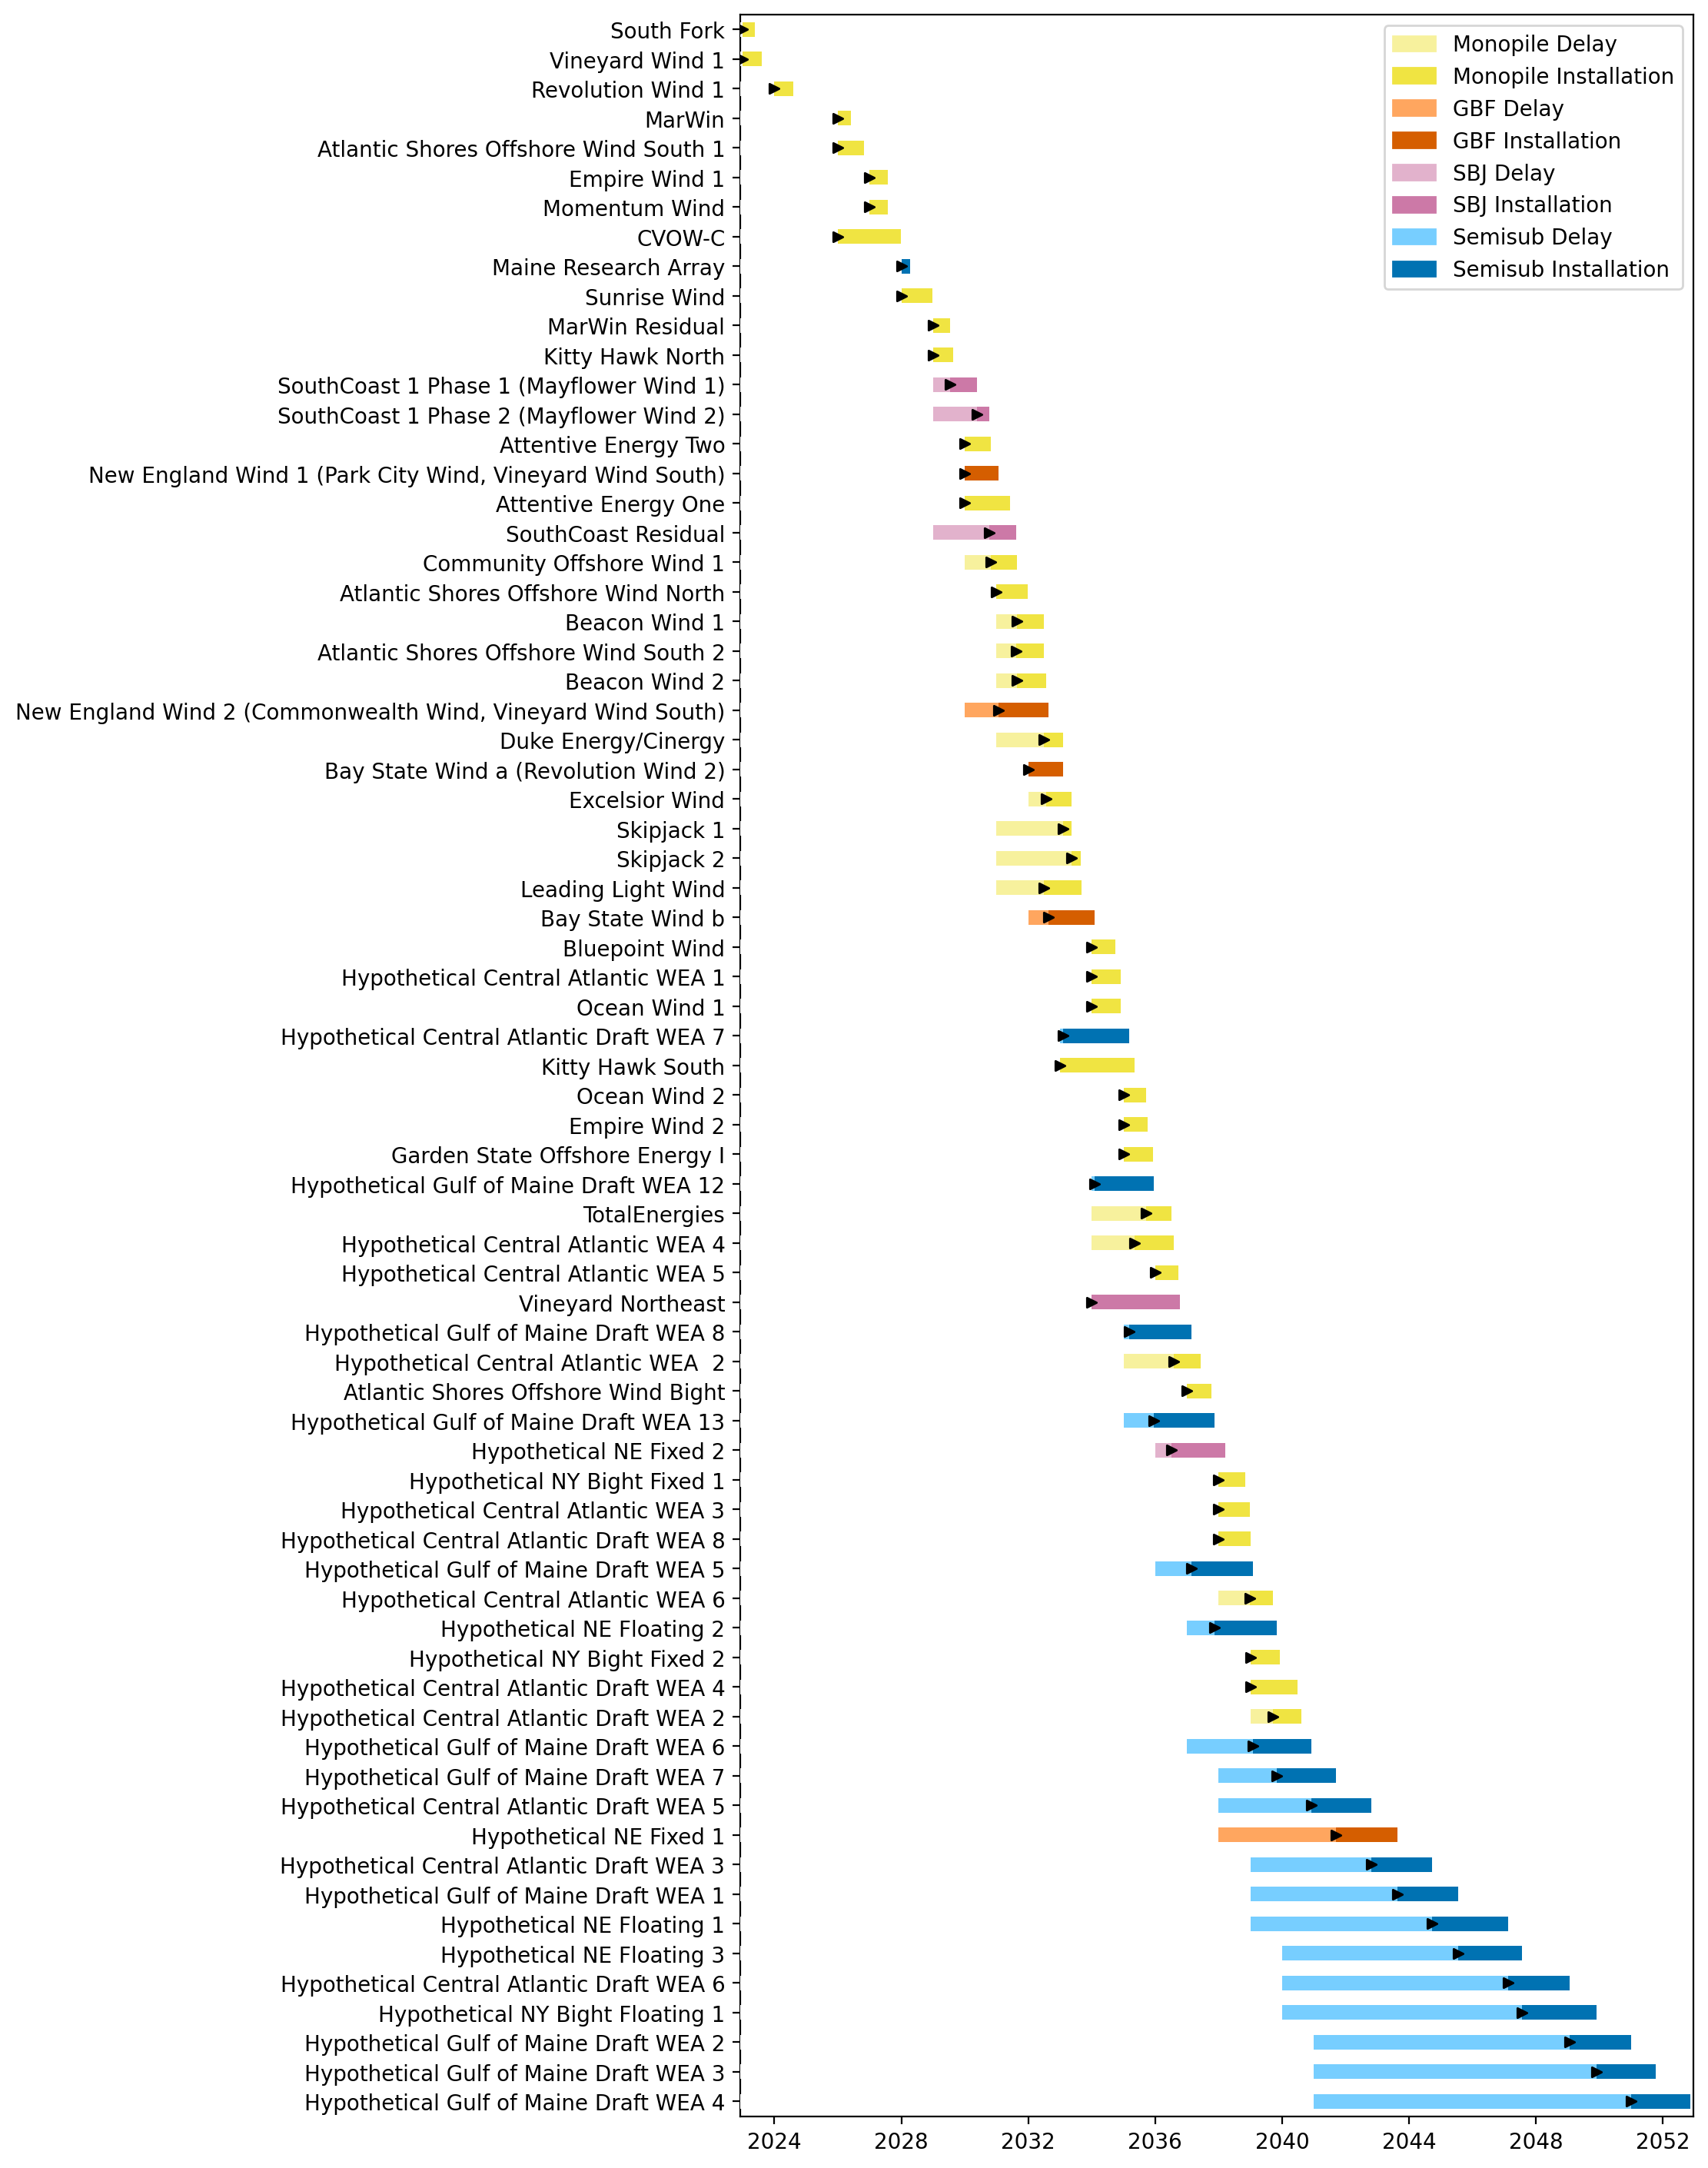 South Fork
Vineyard Wind 1
Revolution Wind 1
MarWin
Atlantic Shores Offshore Wind South 1
Empire Wind 1
Momentum Wind
CVOW-C
Maine Research Array
Sunrise Wind
MarWin Residual
Kitty Hawk North
SouthCoast 1 Phase 1 (Mayflower Wind 1)
SouthCoast 1 Phase 2 (Mayflower Wind 2)
Attentive Energy Two
New England Wind 1 (Park City Wind, Vineyard Wind South)
Attentive Energy One
SouthCoast Residual
Community Offshore Wind 1
Atlantic Shores Offshore Wind North
Beacon Wind 1
Atlantic Shores Offshore Wind South 2
Beacon Wind 2
New England Wind 2 (Commonwealth Wind, Vineyard Wind South)
Duke Energy/Cinergy
Bay State Wind a (Revolution Wind 2)
Excelsior Wind
Skipjack 1
Skipjack 2
Leading Light Wind
Bay State Wind b
Bluepoint Wind
Hypothetical Central Atlantic WEA 1
Ocean Wind 1
Hypothetical Central Atlantic Draft WEA 7
Kitty Hawk South
Ocean Wind 2
Empire Wind 2
Garden State Offshore Energy I
Hypothetical Gulf of Maine Draft WEA 12
TotalEnergies
Hypothetical Central Atlantic WEA 4
Hypothetical Central Atlantic WEA 5
Vineyard Northeast
Hypothetical Gulf of Maine Draft WEA 8
Hypothetical Central Atlantic WEA  2
Atlantic Shores Offshore Wind Bight
Hypothetical Gulf of Maine Draft WEA 13
Hypothetical NE Fixed 2
Hypothetical NY Bight Fixed 1
Hypothetical Central Atlantic WEA 3
Hypothetical Central Atlantic Draft WEA 8
Hypothetical Gulf of Maine Draft WEA 5
Hypothetical Central Atlantic WEA 6
Hypothetical NE Floating 2
Hypothetical NY Bight Fixed 2
Hypothetical Central Atlantic Draft WEA 4
Hypothetical Central Atlantic Draft WEA 2
Hypothetical Gulf of Maine Draft WEA 6
Hypothetical Gulf of Maine Draft WEA 7
Hypothetical Central Atlantic Draft WEA 5
Hypothetical NE Fixed 1
Hypothetical Central Atlantic Draft WEA 3
Hypothetical Gulf of Maine Draft WEA 1
Hypothetical NE Floating 1
Hypothetical NE Floating 3
Hypothetical Central Atlantic Draft WEA 6
Hypothetical NY Bight Floating 1
Hypothetical Gulf of Maine Draft WEA 2
Hypothetical Gulf of Maine Draft WEA 3
Hypothetical Gulf of Maine Draft WEA 4
Monopile Delay
Monopile Installation
GBF Delay
GBF Installation
SBJ Delay
SBJ Installation
Semisub Delay
Semisub Installation
2024 2028 2032 2036 2040 2044 2048 2052